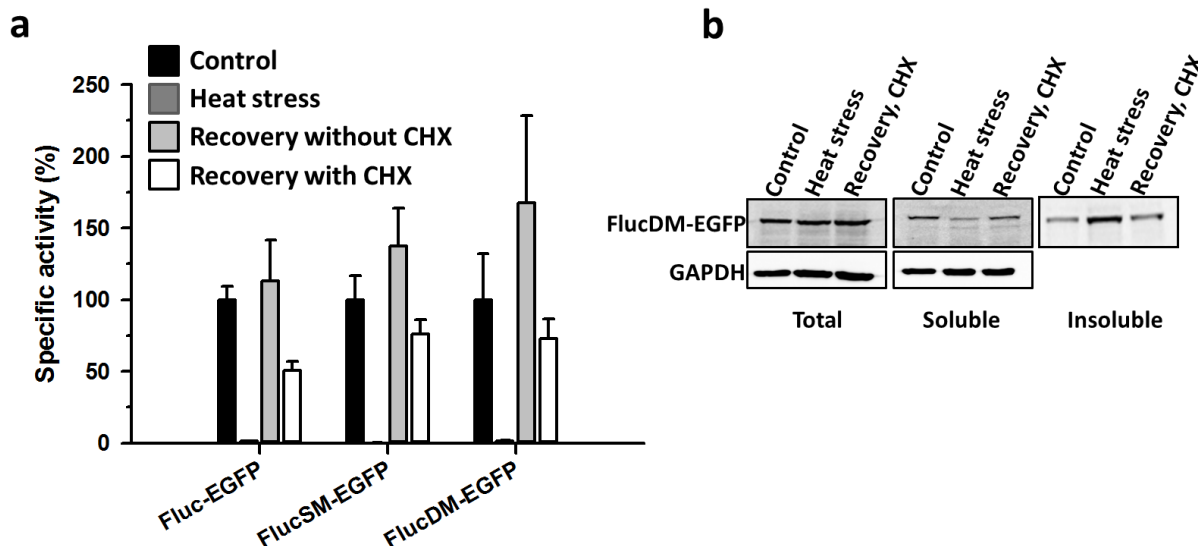 a
Control
Heat stress
Recovery without CHX
Recovery with CHX
Specific activity (%)
250
200
150
100
50
0
Fluc-EGFP
FlucSM-EGFP
FlucDM-EGFP
b
Control
Heat stress
Recovery, CHX
Control
Heat stress
Recovery, CHX
Control
Heat stress
Recovery, CHX
FlucDM-EGFP
GAPDH
Total
Soluble
Insoluble